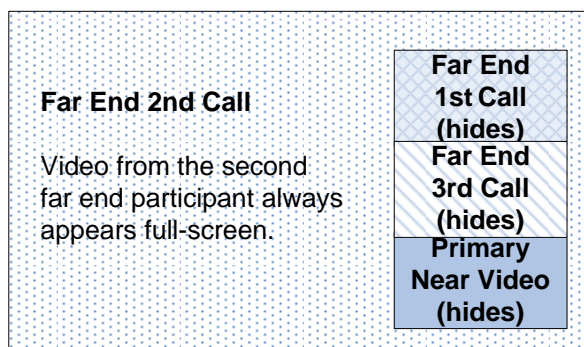 Far End 2nd Call
Video from the second
far end participant always
appears full-screen.
Far End
1st Call
(hides)
Far End
3rd Call
(hides)
Primary
Near Video
(hides)